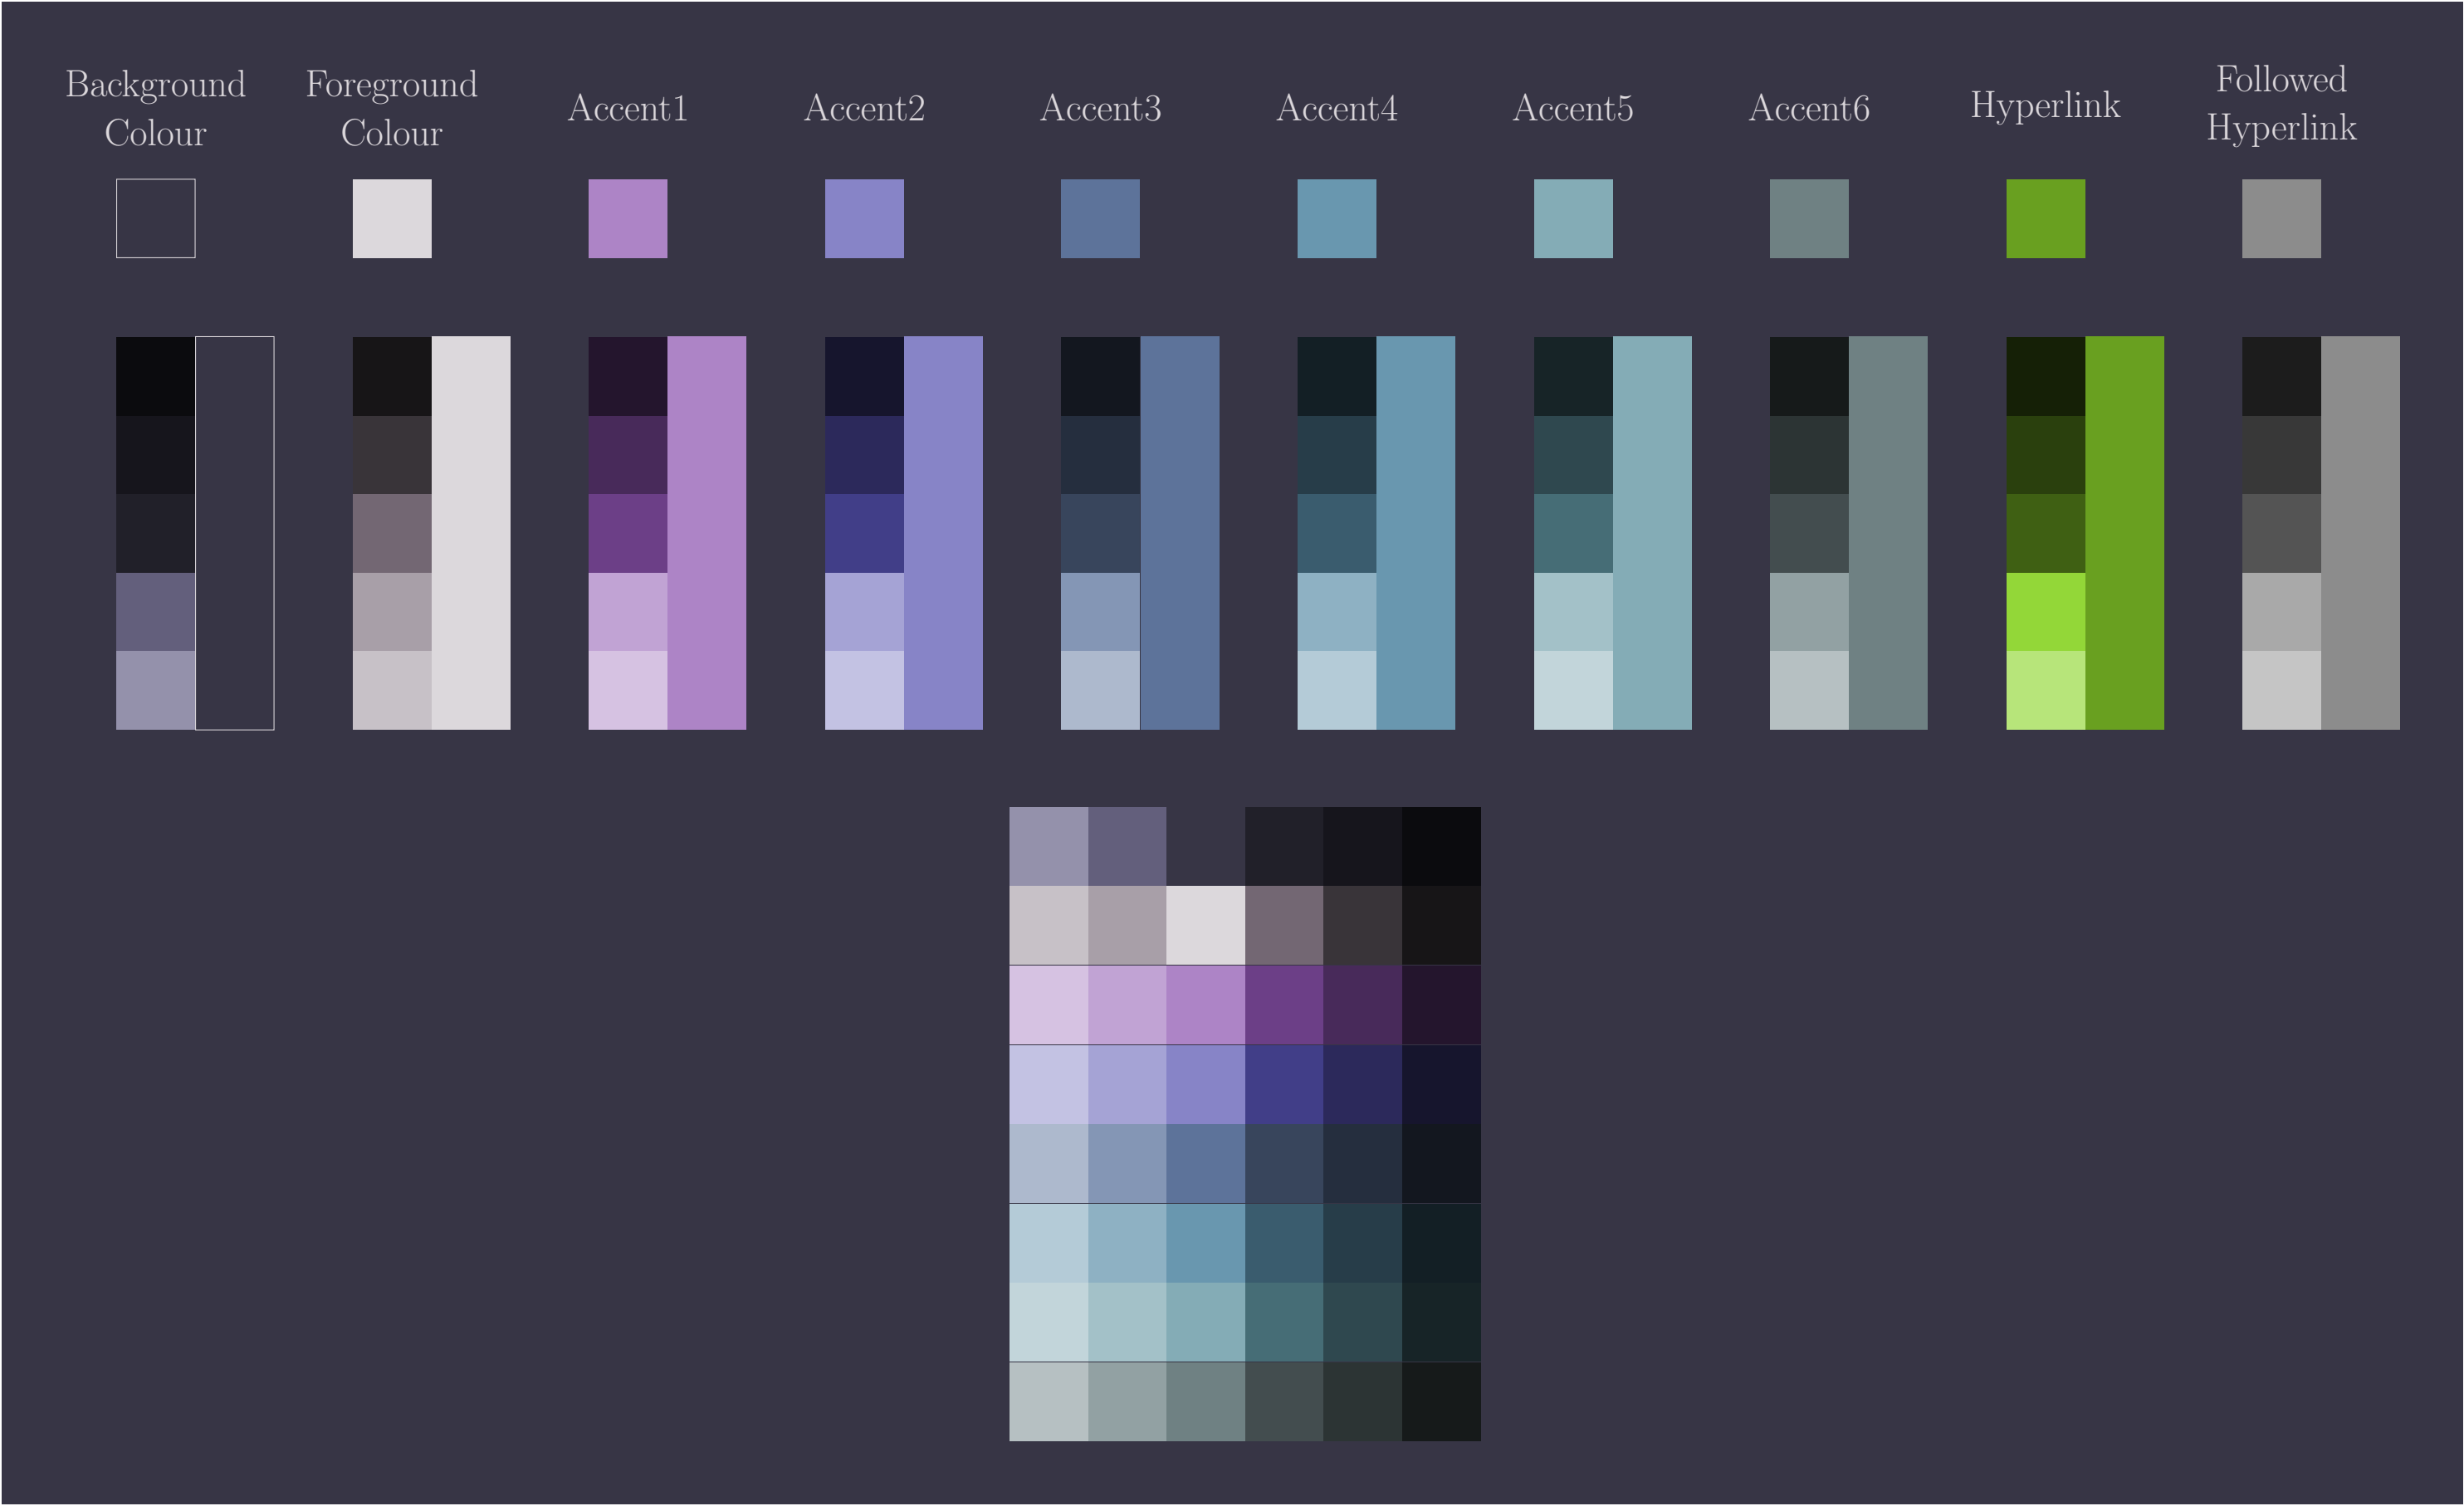 Background
Colour
Foreground
Colour
Accent1
Accent2
Accent3
Accent4
Accent5
Accent6
Hyperlink
Followed
Hyperlink